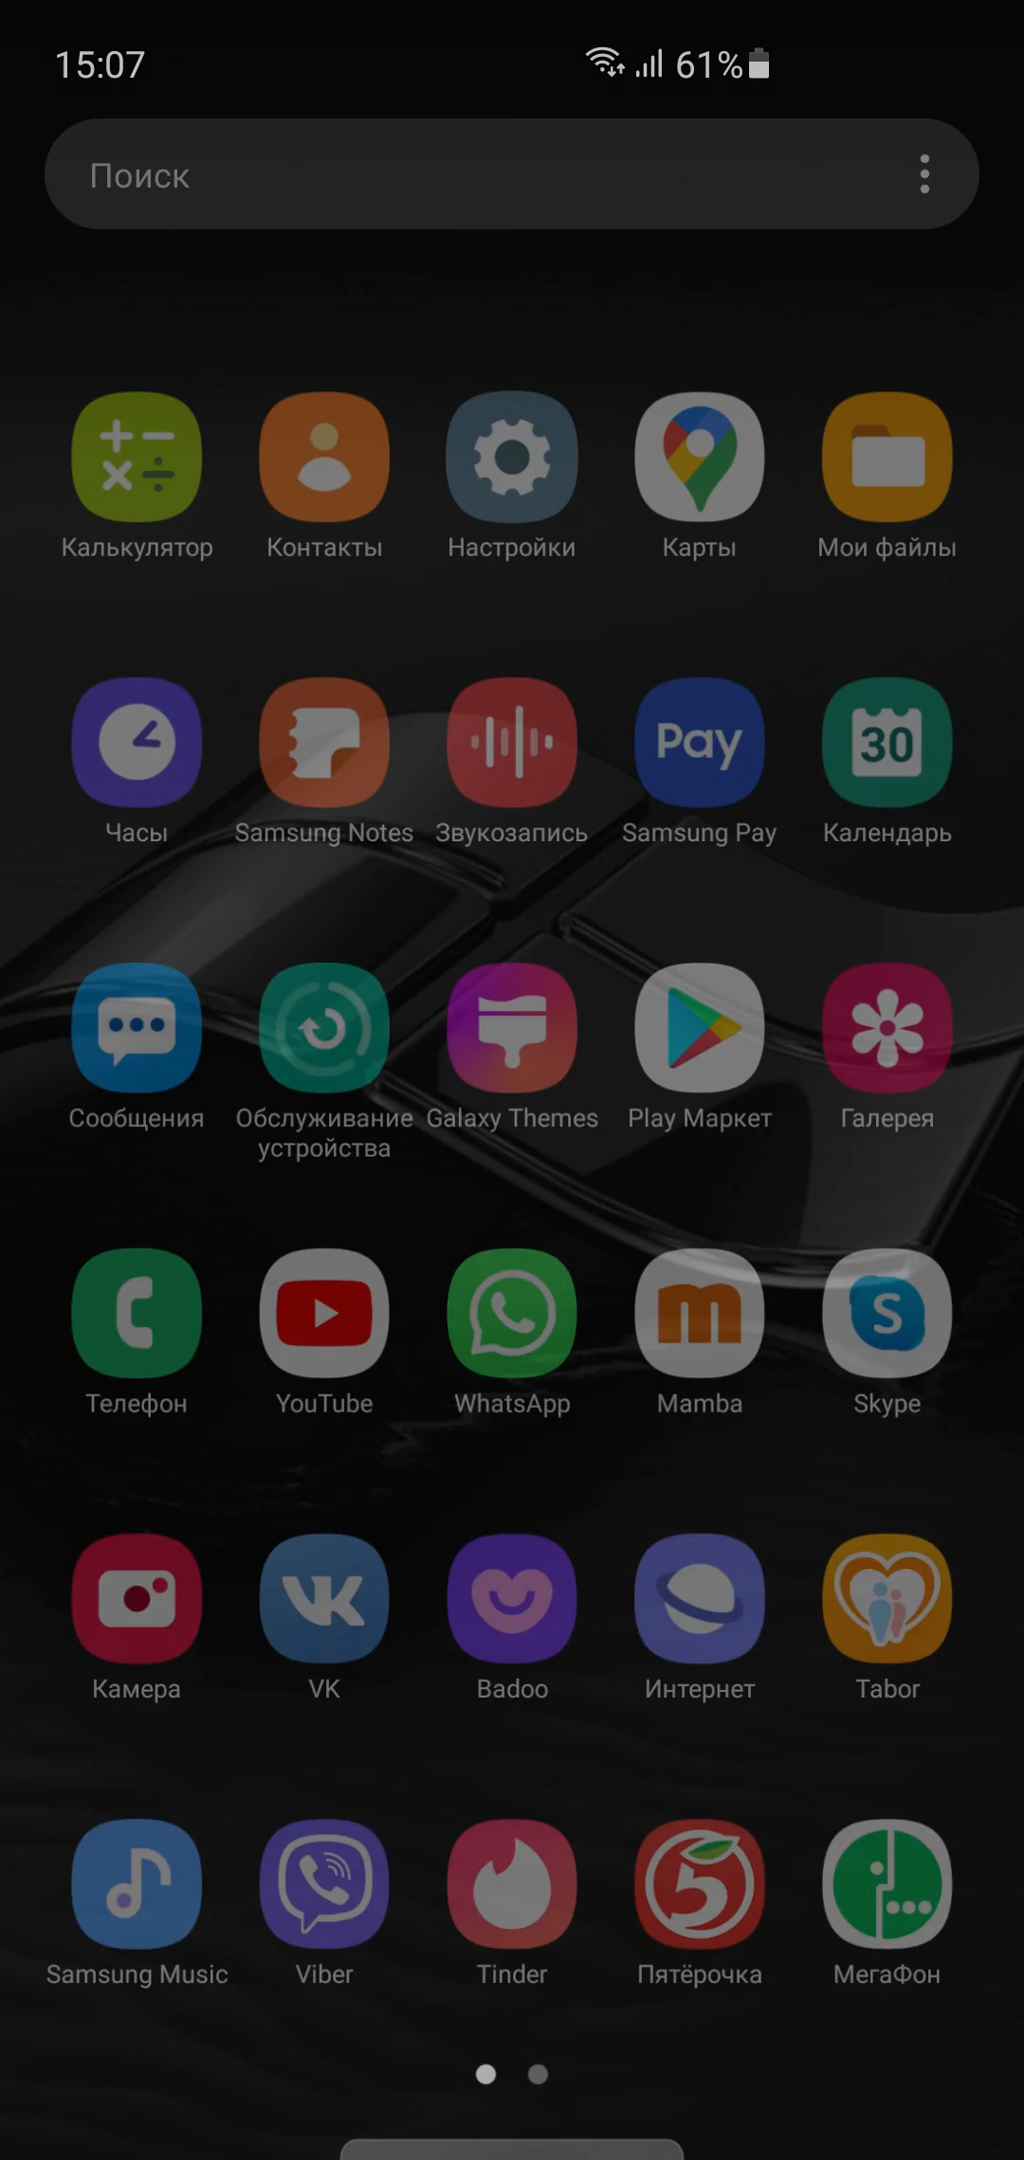 15:07 61%
Поиск
Калькулятор Контакты Настройки Карты Мои файлы
Pay 30
Часы Samsung Notes Звукозапись Samsung Pay Календарь
Сообщения Обслуживание устройства Galaxy Themes Play Маркет Галерея
m S
Телефон YouTube WhatsApp Mamba Skype
VK
Камера VK Badoo Интернет Tabor
5
Samsung Music Viber Tinder Пятёрочка МегаФон